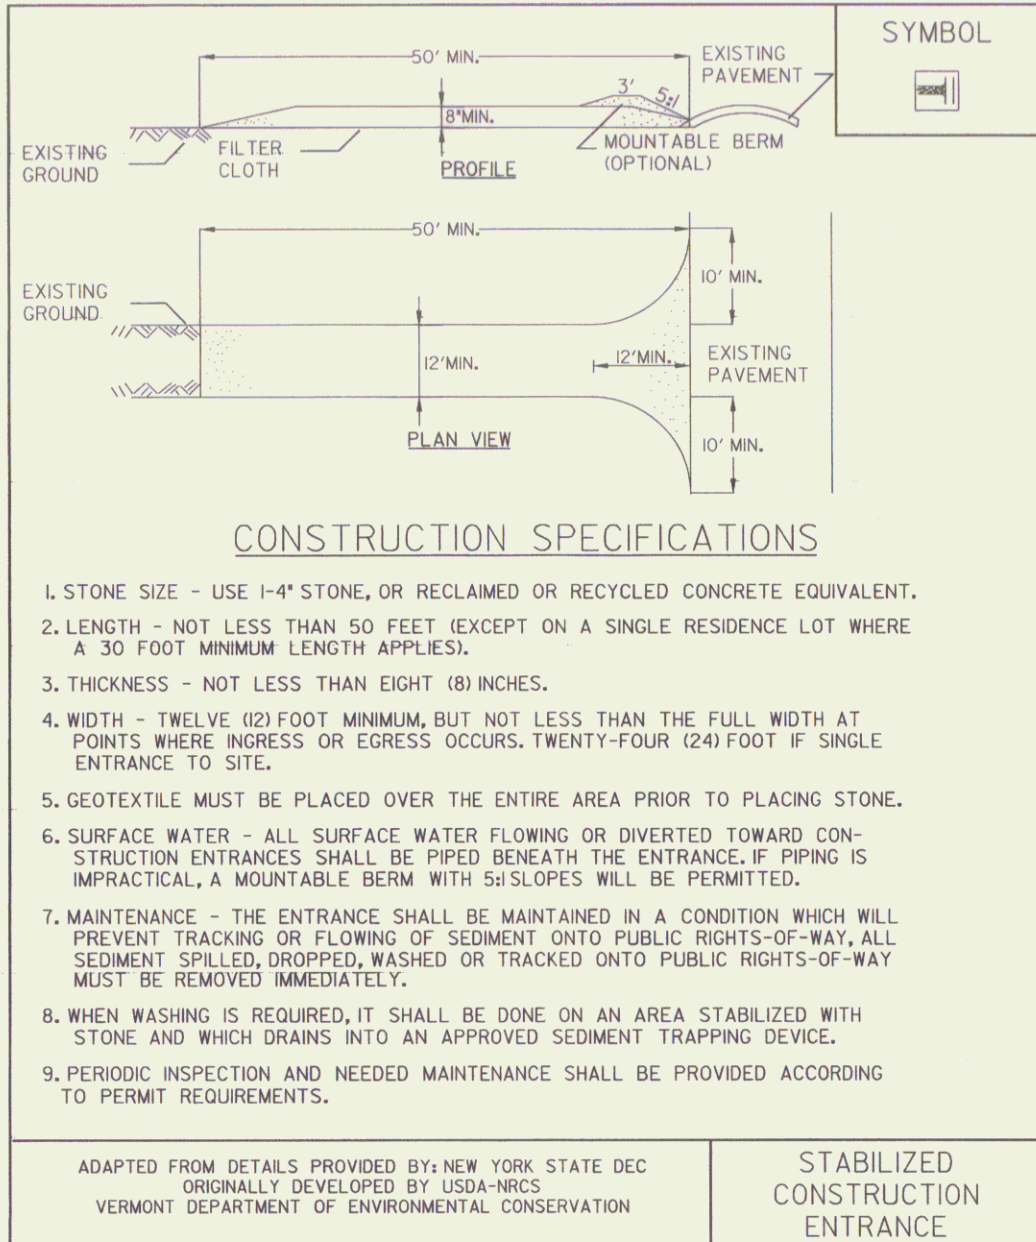 SYMBOL
50' MIN.
EXISTING
PAVEMENT
3'
5:1
8"MIN.
EXISTING
GROUND
FILTER
CLOTH
PROFILE
MOUNTABLE BERM
(OPTIONAL)
50' MIN.
10' MIN.
EXISTING
GROUND
12'MIN.
12'MIN.
EXISTING
PAVEMENT
10' MIN.
PLAN VIEW
CONSTRUCTION SPECIFICATIONS
1. STONE SIZE - USE 1-4" STONE, OR RECLAIMED OR RECYCLED CONCRETE EQUIVALENT.
2. LENGTH - NOT LESS THAN 50 FEET (EXCEPT ON A SINGLE RESIDENCE LOT WHERE
A 30 FOOT MINIMUM LENGTH APPLIES).
3. THICKNESS - NOT LESS THAN EIGHT (8) INCHES.
4. WIDTH - TWELVE (12) FOOT MINIMUM, BUT NOT LESS THAN THE FULL WIDTH AT
POINTS WHERE INGRESS OR EGRESS OCCURS. TWENTY-FOUR (24) FOOT IF SINGLE
ENTRANCE TO SITE.
5. GEOTEXTILE MUST BE PLACED OVER THE ENTIRE AREA PRIOR TO PLACING STONE.
6. SURFACE WATER - ALL SURFACE WATER FLOWING OR DIVERTED TOWARD CON-
STRUCTION ENTRANCES SHALL BE PIPED BENEATH THE ENTRANCE. IF PIPING IS
IMPRACTICAL, A MOUNTABLE BERM WITH 5:1 SLOPES WILL BE PERMITTED.
7. MAINTENANCE - THE ENTRANCE SHALL BE MAINTAINED IN A CONDITION WHICH WILL
PREVENT TRACKING OR FLOWING OF SEDIMENT ONTO PUBLIC RIGHTS-OF-WAY, ALL
SEDIMENT SPILLED, DROPPED, WASHED OR TRACKED ONTO PUBLIC RIGHTS-OF-WAY
MUST BE REMOVED IMMEDIATELY.
8. WHEN WASHING IS REQUIRED, IT SHALL BE DONE ON AN AREA STABILIZED WITH
STONE AND WHICH DRAINS INTO AN APPROVED SEDIMENT TRAPPING DEVICE.
9. PERIODIC INSPECTION AND NEEDED MAINTENANCE SHALL BE PROVIDED ACCORDING
TO PERMIT REQUIREMENTS.
ADAPTED FROM DETAILS PROVIDED BY: NEW YORK STATE DEC
ORIGINALLY DEVELOPED BY USDA-NRCS
VERMONT DEPARTMENT OF ENVIRONMENTAL CONSERVATION
STABILIZED
CONSTRUCTION
ENTRANCE